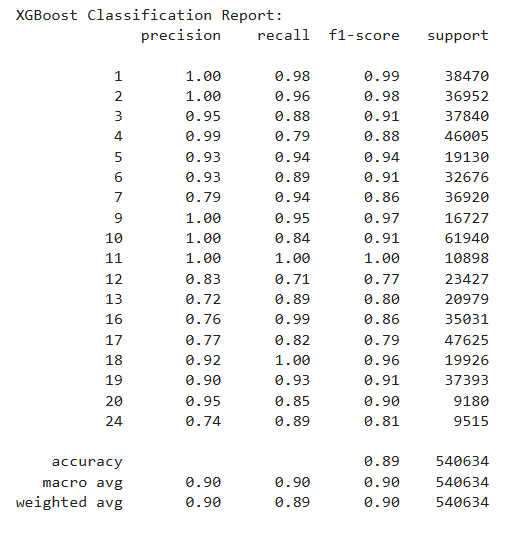 XGBoost Classification Report:
precision recall f1-score support
1 1.00 0.98 0.99 38470
2 1.00 0.96 0.98 36952
3 0.95 0.88 0.91 37840
4 0.99 0.79 0.88 46005
5 0.93 0.94 0.94 19130
6 0.93 0.89 0.91 32676
7 0.79 0.94 0.86 36920
9 1.00 0.95 0.97 16727
10 1.00 0.84 0.91 61940
11 1.00 1.00 1.00 10898
12 0.83 0.71 0.77 23427
13 0.72 0.89 0.80 20979
16 0.76 0.99 0.86 35031
17 0.77 0.82 0.79 47625
18 0.92 1.00 0.96 19926
19 0.90 0.93 0.91 37393
20 0.95 0.85 0.90 9180
24 0.74 0.89 0.81 9515
accuracy 0.89 540634
macro avg 0.90 0.90 0.90 540634
weighted avg 0.90 0.89 0.90 540634